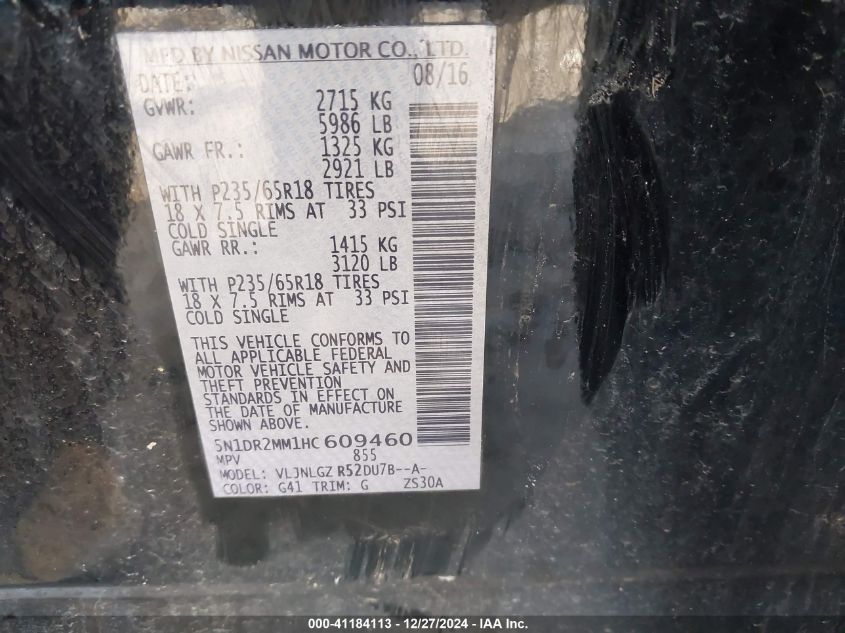 MFD BY NISSAN MOTOR CO., LTD.
DATE: 08/16
GVWR: 2715 KG
5986 LB
GAWR FR.: 1325 KG
2921 LB
WITH P235/65R18 TIRES
18 X 7.5 RIMS AT 33 PSI
COLD SINGLE
GAWR RR.: 1415 KG
3120 LB
WITH P235/65R18 TIRES
18 X 7.5 RIMS AT 33 PSI
COLD SINGLE
THIS VEHICLE CONFORMS TO
ALL APPLICABLE FEDERAL
MOTOR VEHICLE SAFETY AND
THEFT PREVENTION
STANDARDS IN EFFECT ON
THE DATE OF MANUFACTURE
SHOWN ABOVE.
5N1DR2MM1HC 609460
MPV 855
MODEL: VLJNLGZ R52DU7B--A-
COLOR: G41 TRIM: G ZS30A
000-41184113 - 12/27/2024 - IAA Inc.